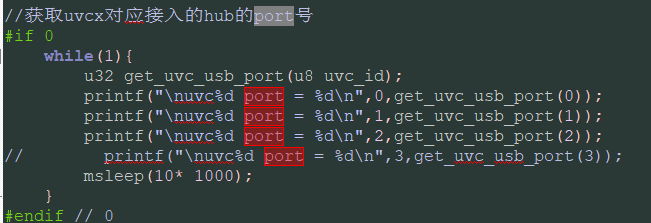 //获取uvcx对应接入的hub的port号
#if 0
    while(1){
        u32 get_uvc_usb_port(u8 uvc_id);
        printf("\nuvc%d port = %d\n",0,get_uvc_usb_port(0));
        printf("\nuvc%d port = %d\n",1,get_uvc_usb_port(1));
        printf("\nuvc%d port = %d\n",2,get_uvc_usb_port(2));
//        printf("\nuvc%d port = %d\n",3,get_uvc_usb_port(3));
        msleep(10* 1000);
    }
#endif // 0